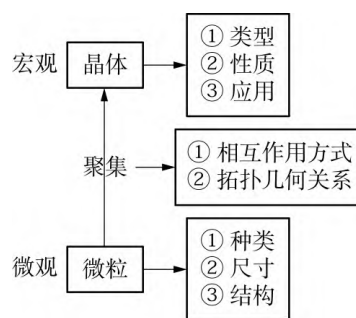 ① 类型
宏观 晶体 ② 性质
③ 应用
① 相互作用方式
聚集
② 拓扑几何关系
① 种类
微观 微粒 ② 尺寸
③ 结构